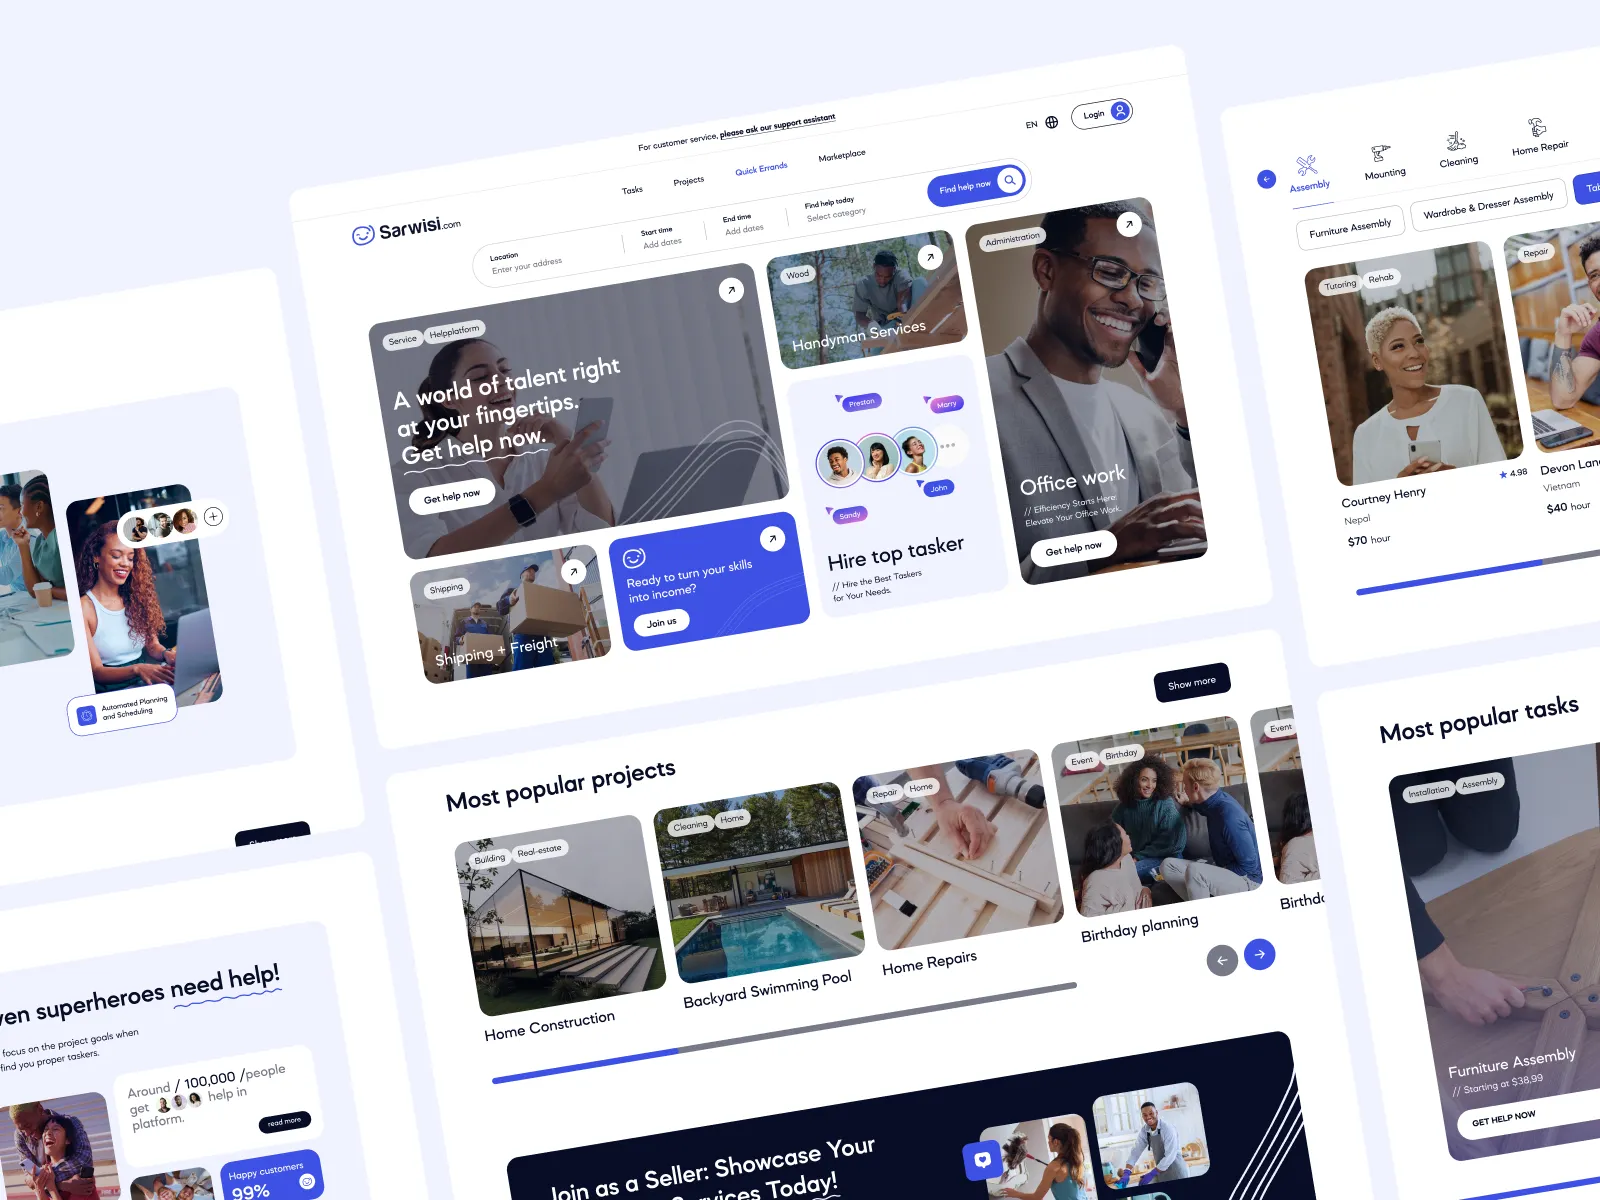 For customer service, please ask our support assistant
EN
Login
Tasks
Projects
Quick Errands
Marketplace
Sarwisi.com
Location
Enter your address
Start time
Add dates
End time
Add dates
Find help today
Select category
Find help now
Service
Helpplatform
A world of talent right
at your fingertips.
Get help now.
Get help now
Wood
Handyman Services
Administration
Office work
// Efficiency Starts Here:
Elevate Your Office Work.
Get help now
Preston
Marry
John
Sandy
Hire top tasker
// Hire the Best Taskers
for Your Needs.
Shipping
Shipping + Freight
Ready to turn your skills
into income?
Join us
Show more
Most popular projects
Building
Real-estate
Home Construction
Cleaning
Home
Backyard Swimming Pool
Repair
Home
Home Repairs
Event
Birthday
Birthday planning
Event
Join as a Seller: Showcase Your
Today!
Automated Planning
and Scheduling
superheroes need help!
focus on the project goals when
find you proper taskers.
Around / 100,000 / people
get help in
platform.
read more
Happy customers
99%
Assembly
Mounting
Cleaning
Home Repair
Furniture Assembly
Wardrobe & Dresser Assembly
Tutoring
Rehab
Courtney Henry
4.98
Nepal
$70 hour
Repair
Devon
Vietnam
$40 hour
Most popular tasks
Installation
Assembly
Furniture Assembly
// Starting at $38,99
GET HELP NOW